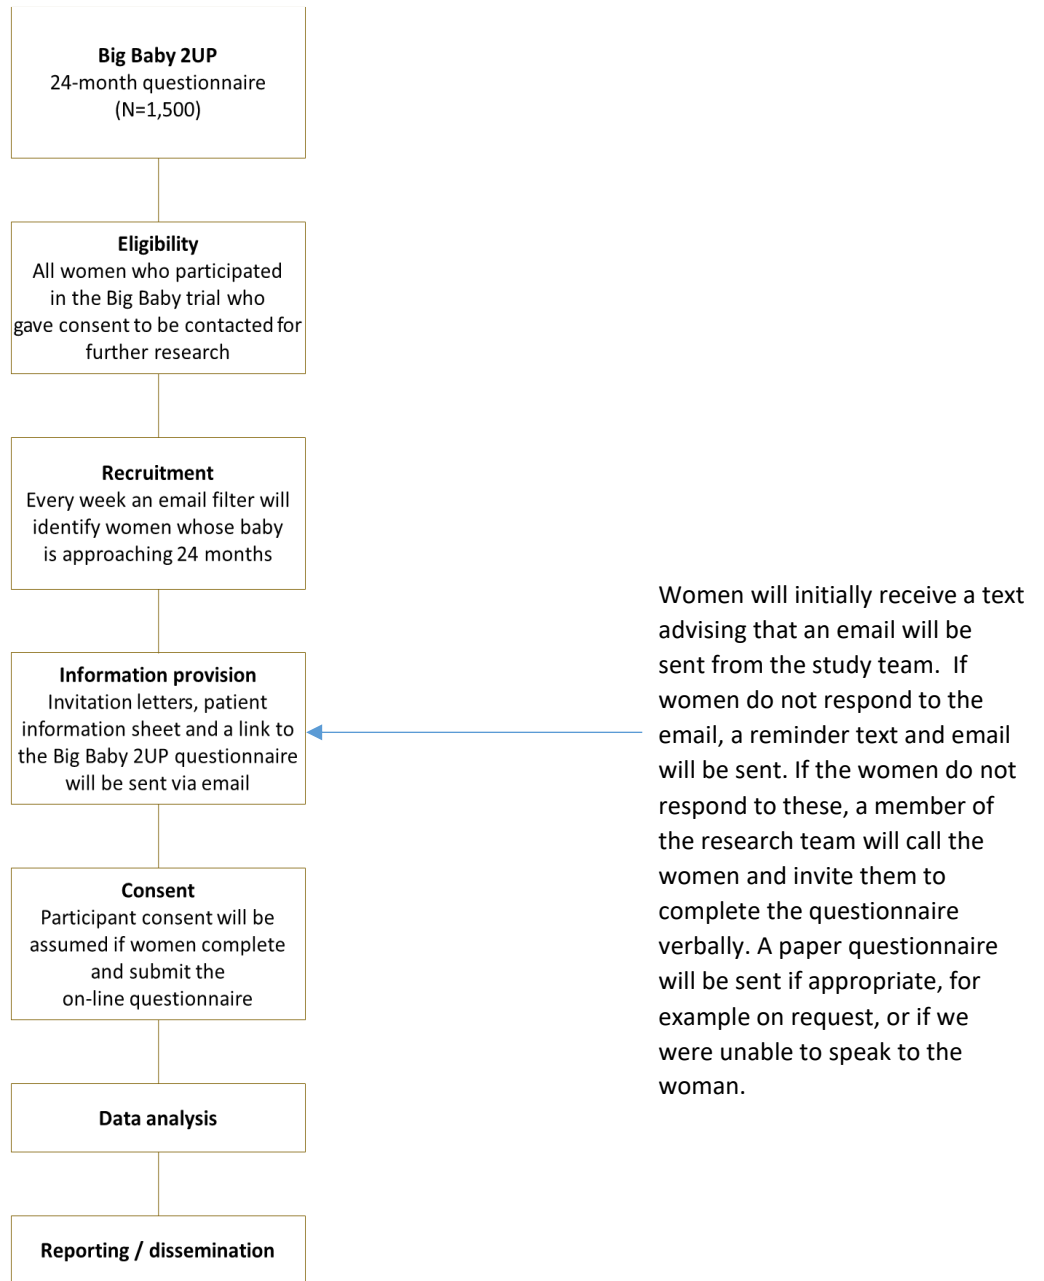 Big Baby 2UP
24-month questionnaire
(N=1,500)
Eligibility
All women who participated
in the Big Baby trial who
gave consent to be contacted for
further research
Recruitment
Every week an email filter will
identify women whose baby
is approaching 24 months
Information provision
Invitation letters, patient
information sheet and a link to
the Big Baby 2UP questionnaire
will be sent via email
Women will initially receive a text
advising that an email will be
sent from the study team.  If
women do not respond to the
email, a reminder text and email
will be sent. If the women do not
respond to these, a member of
the research team will call the
women and invite them to
complete the questionnaire
verbally. A paper questionnaire
will be sent if appropriate, for
example on request, or if we
were unable to speak to the
woman.
Consent
Participant consent will be
assumed if women complete
and submit the
on-line questionnaire
Data analysis
Reporting / dissemination